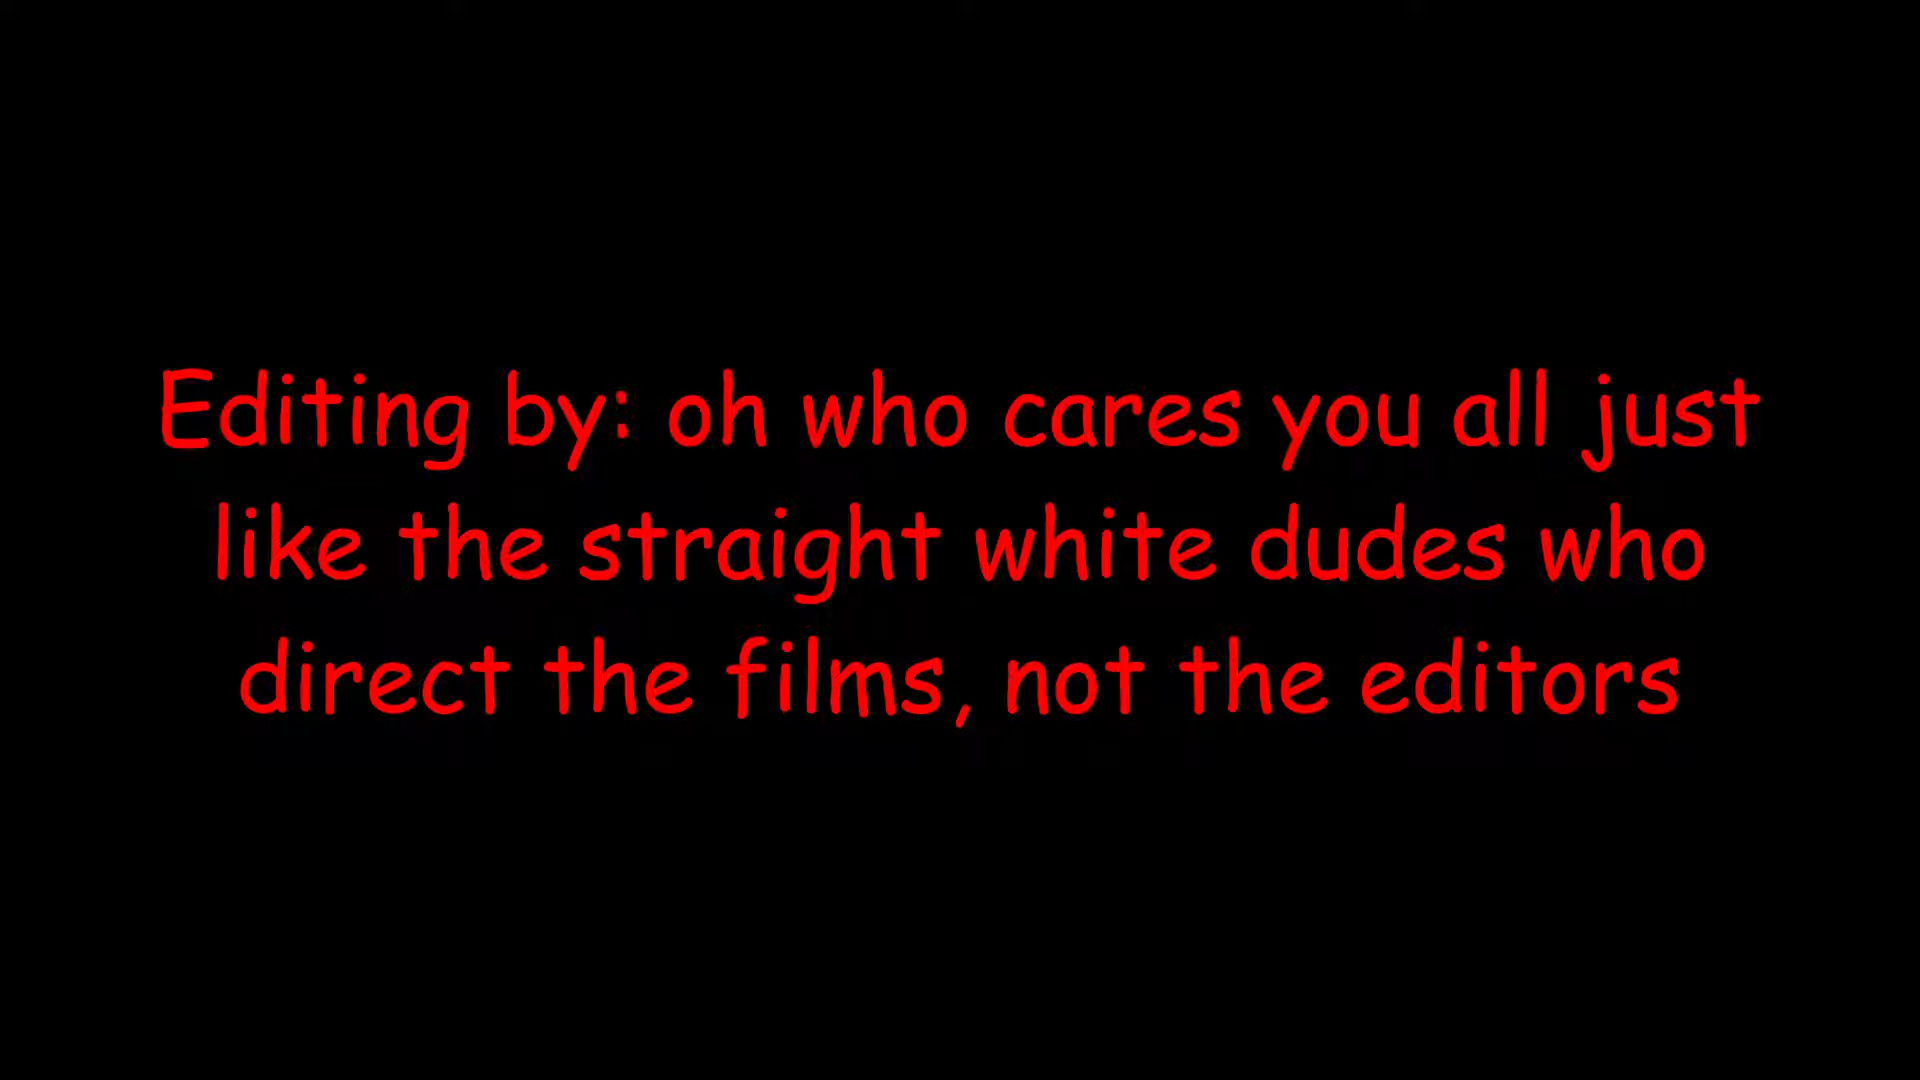 Editing by: oh who cares you all just
like the straight white dudes who
direct the films, not the editors